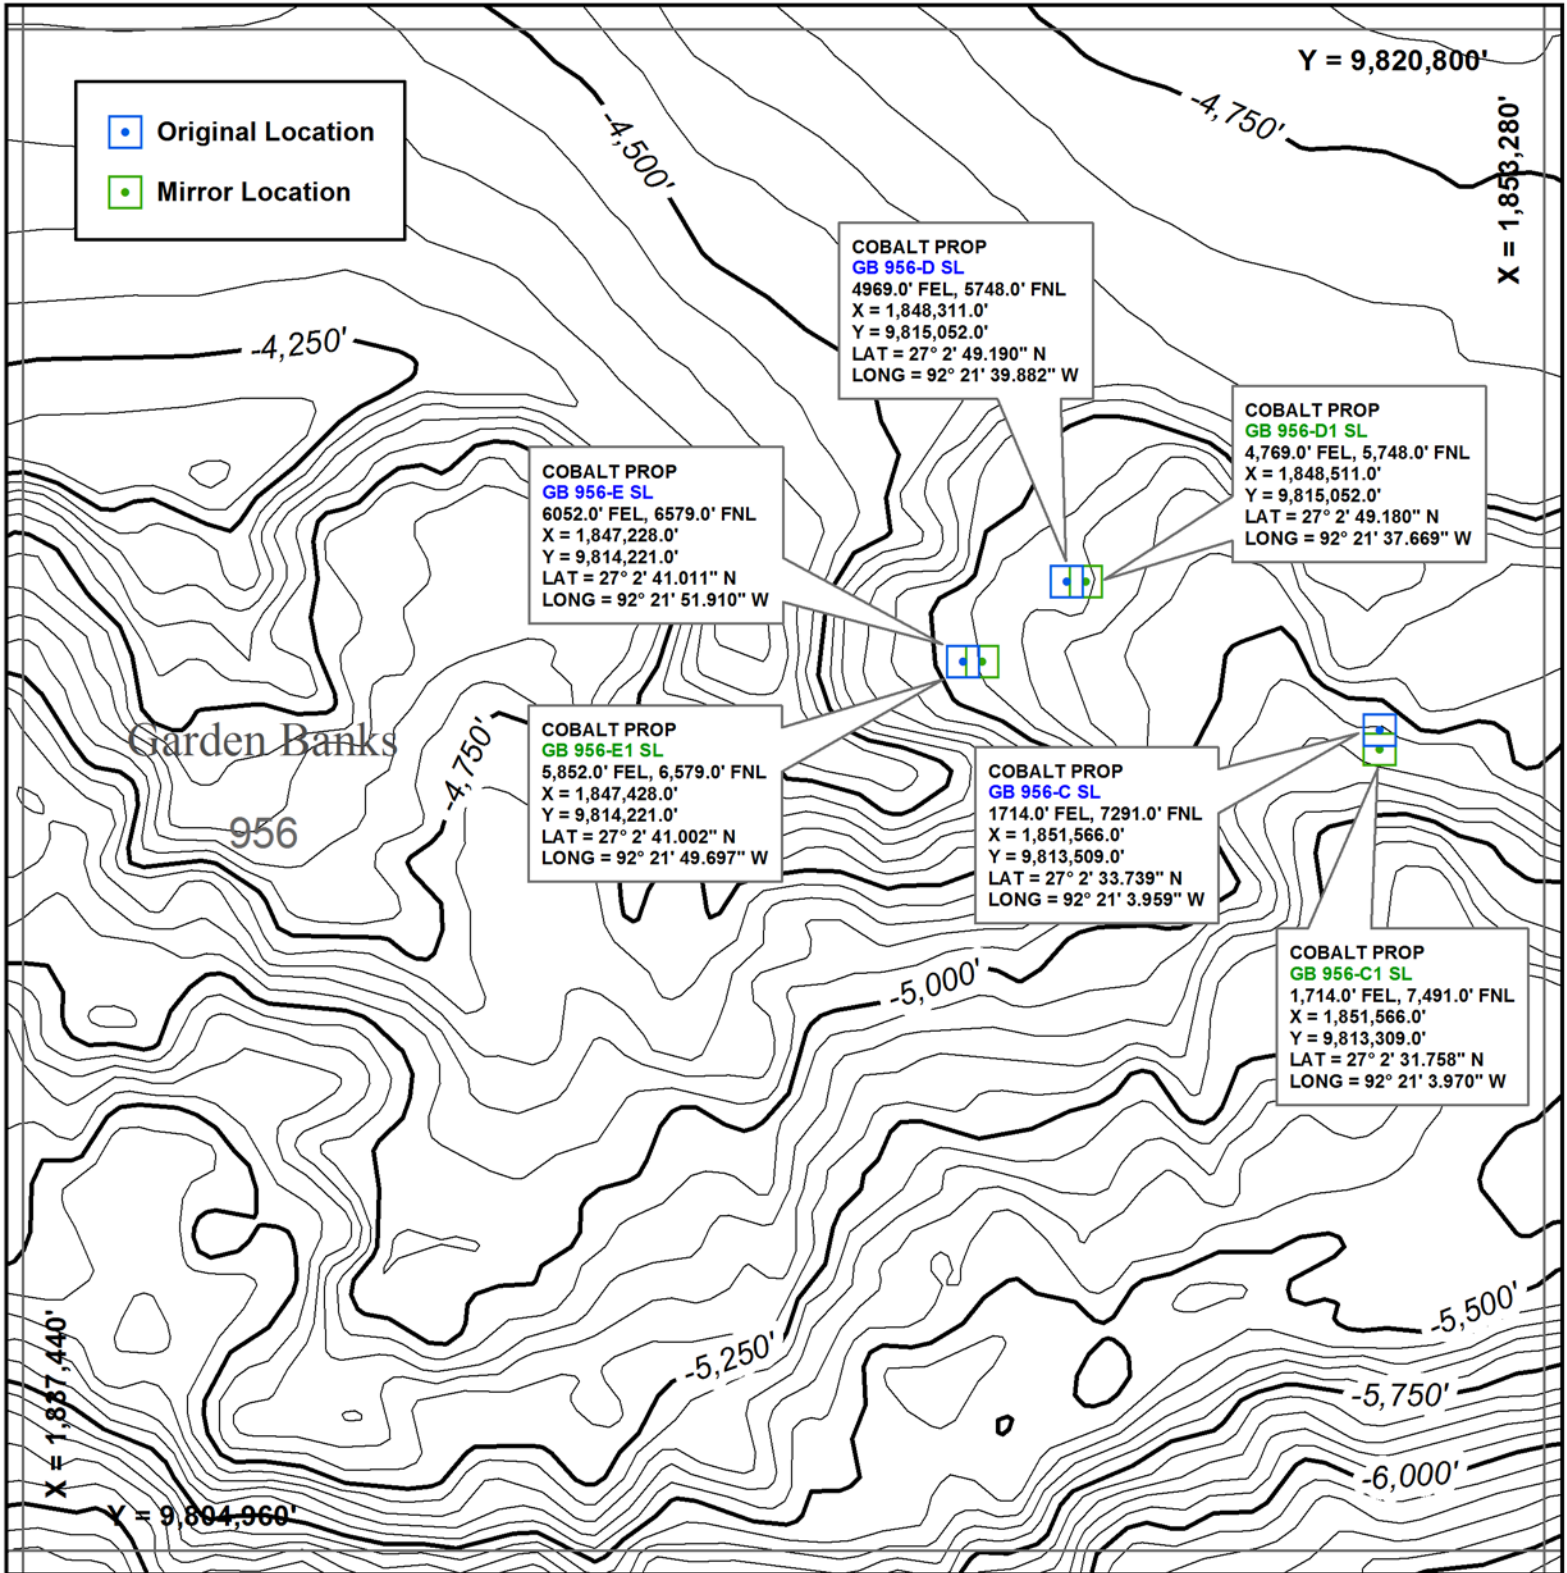 Y = 9,820,800'
X = 1,853,280'
Original Location
Mirror Location
-4,750'
-4,500'
-4,250'
COBALT PROP
GB 956-D SL
4969.0' FEL, 5748.0' FNL
X = 1,848,311.0'
Y = 9,815,052.0'
LAT = 27° 2' 49.190" N
LONG = 92° 21' 39.882" W
COBALT PROP
GB 956-D1 SL
4,769.0' FEL, 5,748.0' FNL
X = 1,848,511.0'
Y = 9,815,052.0'
LAT = 27° 2' 49.180" N
LONG = 92° 21' 37.669" W
COBALT PROP
GB 956-E SL
6052.0' FEL, 6579.0' FNL
X = 1,847,228.0'
Y = 9,814,221.0'
LAT = 27° 2' 41.011" N
LONG = 92° 21' 51.910" W
COBALT PROP
GB 956-E1 SL
5,852.0' FEL, 6,579.0' FNL
X = 1,847,428.0'
Y = 9,814,221.0'
LAT = 27° 2' 41.002" N
LONG = 92° 21' 49.697" W
Garden Banks
956
-4,750'
COBALT PROP
GB 956-C SL
1714.0' FEL, 7291.0' FNL
X = 1,851,566.0'
Y = 9,813,509.0'
LAT = 27° 2' 33.739" N
LONG = 92° 21' 3.959" W
COBALT PROP
GB 956-C1 SL
1,714.0' FEL, 7,491.0' FNL
X = 1,851,566.0'
Y = 9,813,309.0'
LAT = 27° 2' 31.758" N
LONG = 92° 21' 3.970" W
-5,000'
-5,250'
-5,500'
-5,750'
-6,000'
X = 1,837,440'
Y = 9,804,960'